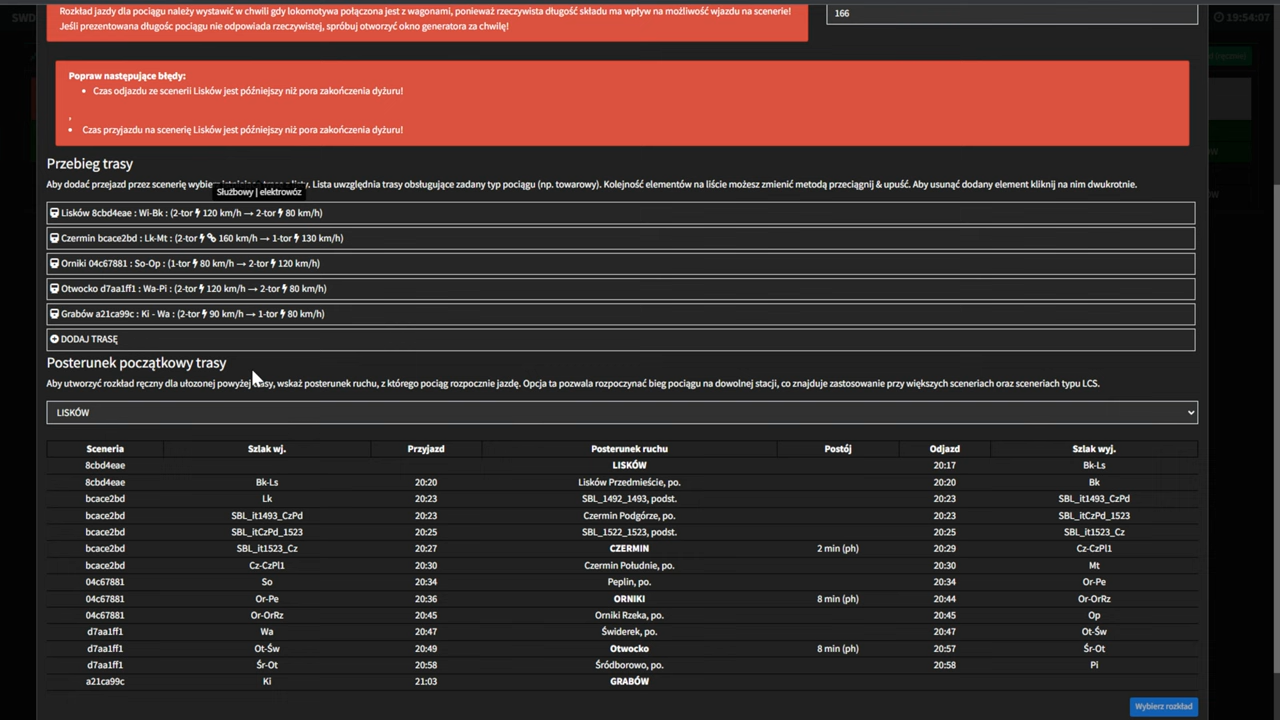 SWD
19:54:07
Rozkład jazdy dla pociągu należy wystawić w chwili gdy lokomotywa połączona jest z wagonami, ponieważ rzeczywista długość składu ma wpływ na możliwość wjazdu na scenerie!
Jeśli prezentowana długośc pociągu nie odpowiada rzeczywistej, spróbuj otworzyć okno generatora za chwilę!
166
Popraw następujące błędy:
• Czas odjazdu ze scenerii Lisków jest późniejszy niż pora zakończenia dyżuru!
,
• Czas przyjazdu na scenerię Lisków jest późniejszy niż pora zakończenia dyżuru!
Przebieg trasy
Służbowy | elektrowóz
Aby dodać przejazd przez scenerię wybierz istniejącą trasę z listy. Lista uwzględnia trasy obsługujące zadany typ pociągu (np. towarowy). Kolejność elementów na liście możesz zmienić metodą przeciągnij & upuść. Aby usunąć dodany element kliknij na nim dwukrotnie.
Lisków 8cbd4eae : Wi-Bk : (2-tor 120 km/h → 2-tor 80 km/h)
Czermin bcace2bd : Lk-Mt : (2-tor 160 km/h → 1-tor 130 km/h)
Orniki 04c67881 : So-Op : (1-tor 80 km/h → 2-tor 120 km/h)
Otwocko d7aa1ff1 : Wa-Pi : (2-tor 120 km/h → 2-tor 80 km/h)
Grabów a21ca99c : Ki - Wa : (2-tor 90 km/h → 1-tor 80 km/h)
DODAJ TRASĘ
Posterunek początkowy trasy
Aby utworzyć rozkład ręczny dla ułozonej powyżej trasy, wskaż posterunek ruchu, z którego pociąg rozpocznie jazdę. Opcja ta pozwala rozpoczynać bieg pociągu na dowolnej stacji, co znajduje zastosowanie przy większych sceneriach oraz sceneriach typu LCS.
LISKÓW
Sceneria Szlak wj. Przyjazd Posterunek ruchu Postój Odjazd Szlak wyj.
8cbd4eae LISKÓW 20:17 Bk-Ls
8cbd4eae Bk-Ls 20:20 Lisków Przedmieście, po. 20:20 Bk
bcace2bd Lk 20:23 SBL_1492_1493, podst. 20:23 SBL_it1493_CzPd
bcace2bd SBL_it1493_CzPd 20:23 Czermin Podgórze, po. 20:23 SBL_itCzPd_1523
bcace2bd SBL_itCzPd_1523 20:25 SBL_1522_1523, podst. 20:25 SBL_it1523_Cz
bcace2bd SBL_it1523_Cz 20:27 CZERMIN 2 min (ph) 20:29 Cz-CzPl1
bcace2bd Cz-CzPl1 20:30 Czermin Południe, po. 20:30 Mt
04c67881 So 20:34 Peplin, po. 20:34 Or-Pe
04c67881 Or-Pe 20:36 ORNIKI 8 min (ph) 20:44 Or-OrRz
04c67881 Or-OrRz 20:45 Orniki Rzeka, po. 20:45 Op
d7aa1ff1 Wa 20:47 Świderek, po. 20:47 Ot-Św
d7aa1ff1 Ot-Św 20:49 Otwocko 8 min (ph) 20:57 Śr-Ot
d7aa1ff1 Śr-Ot 20:58 Śródborowo, po. 20:58 Pi
a21ca99c Ki 21:03 GRABÓW
Wybierz rozkład